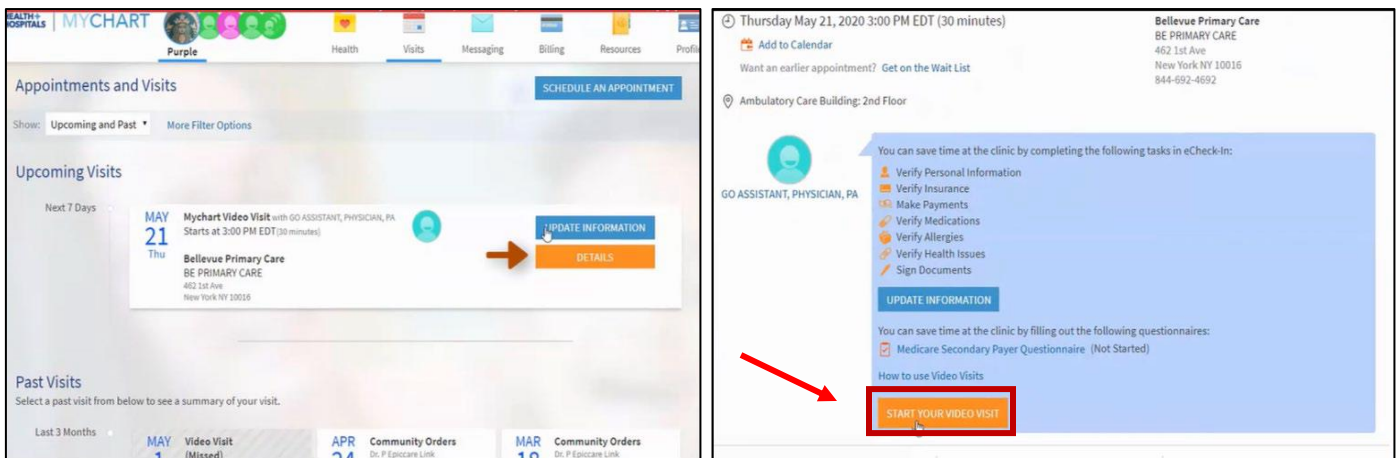 HOSPITALS | MYCHART
Purple
Health
Visits
Messaging
Billing
Resources
Appointments and Visits
SCHEDULE AN APPOINTMENT
Show: Upcoming and Past
More Filter Options
Upcoming Visits
Next 7 Days
MAY
21
Thu
Mychart Video Visit with GO ASSISTANT, PHYSICIAN, PA
Starts at 3:00 PM EDT (30 minutes)
Bellevue Primary Care
BE PRIMARY CARE
462 1st Ave
New York NY 10016
UPDATE INFORMATION
DETAILS
Past Visits
Select a past visit from below to see a summary of your visit.
Last 3 Months
MAY
Video Visit
(Missed)
APR
Community Orders
Dr. P Epiccare Link
MAR
Community Orders
Dr. P Epiccare Link
Thursday May 21, 2020 3:00 PM EDT (30 minutes)
Add to Calendar
Want an earlier appointment? Get on the Wait List
Ambulatory Care Building: 2nd Floor
Bellevue Primary Care
BE PRIMARY CARE
462 1st Ave
New York NY 10016
844-692-4692
GO ASSISTANT, PHYSICIAN, PA
You can save time at the clinic by completing the following tasks in eCheck-In:
Verify Personal Information
Verify Insurance
Make Payments
Verify Medications
Verify Allergies
Verify Health Issues
Sign Documents
UPDATE INFORMATION
You can save time at the clinic by filling out the following questionnaires:
Medicare Secondary Payer Questionnaire (Not Started)
How to use Video Visits
START YOUR VIDEO VISIT